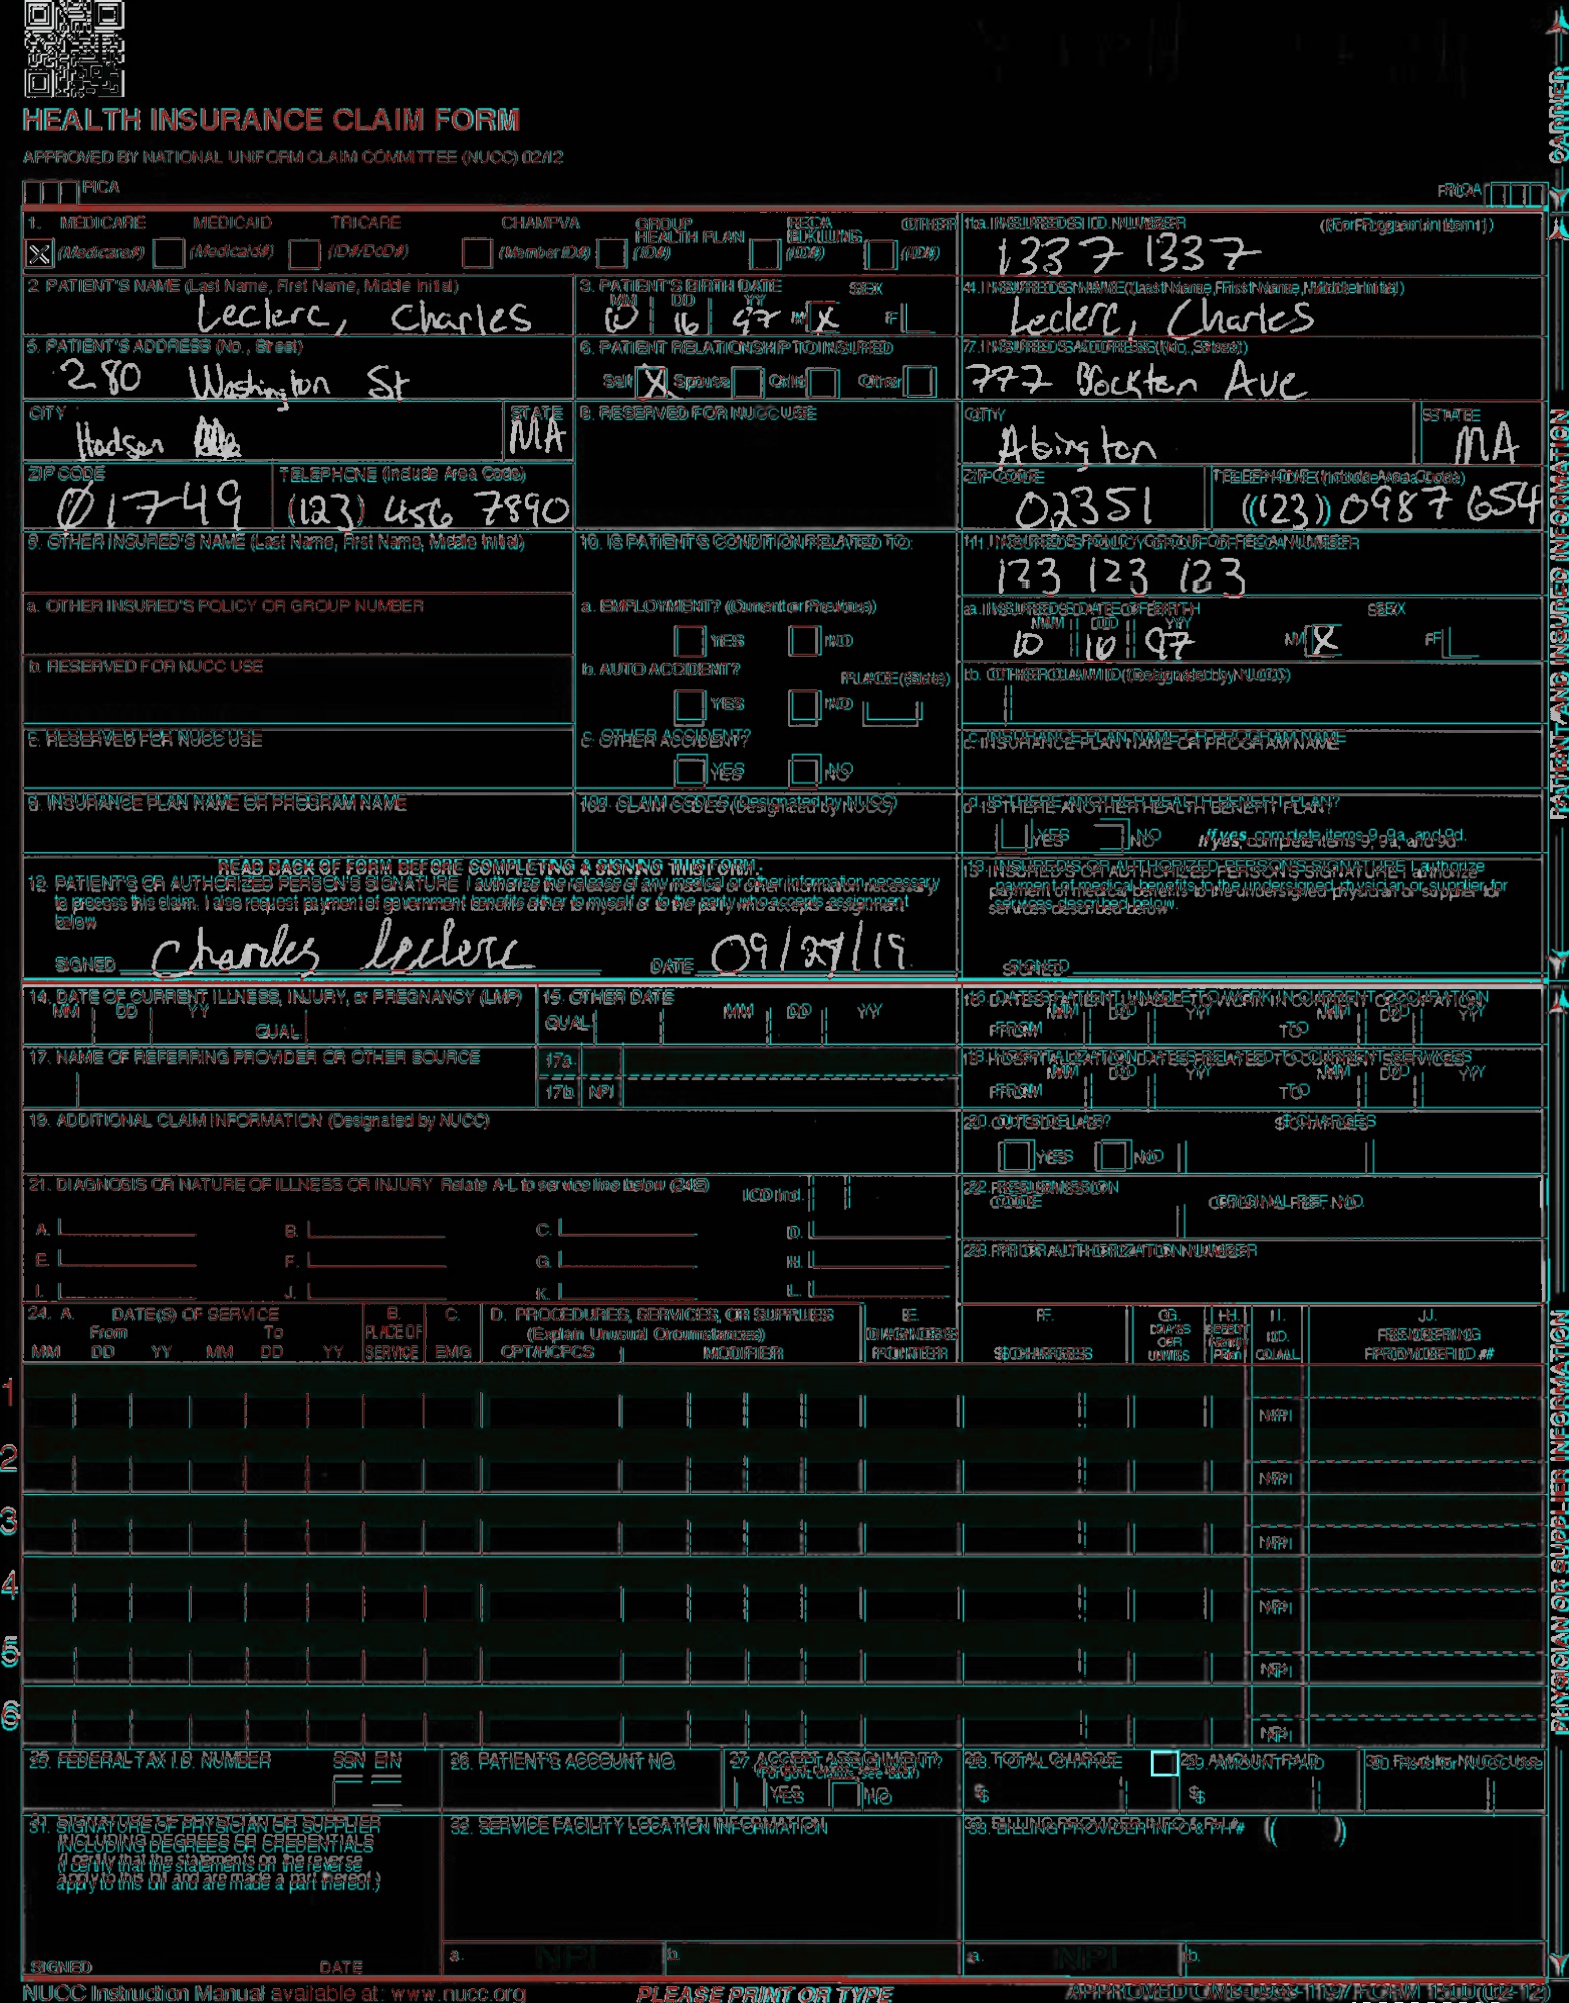 HEALTH INSURANCE CLAIM FORM
APPROVED BY NATIONAL UNIFORM CLAIM COMMITTEE (NUCC) 02/12
PICA PICA
1. MEDICARE MEDICAID TRICARE CHAMPVA GROUP HEALTH PLAN FECA BLK LUNG OTHER 1a. INSURED'S I.D. NUMBER (For Program in Item 1)
X (Medicare#) (Medicaid#) (ID#/DoD#) (Member ID#) (ID#) (ID#) (ID#) 1337 1337
2. PATIENT'S NAME (Last Name, First Name, Middle Initial) 3. PATIENT'S BIRTH DATE SEX 4. INSURED'S NAME (Last Name, First Name, Middle Initial)
MM DD YY
Leclerc, Charles 10 16 97 M X F Leclerc, Charles
5. PATIENT'S ADDRESS (No., Street) 6. PATIENT RELATIONSHIP TO INSURED 7. INSURED'S ADDRESS (No., Street)
280 Washington St Self X Spouse Child Other 777 Brockton Ave
CITY STATE 8. RESERVED FOR NUCC USE CITY STATE
Hudson MA Abington MA
ZIP CODE TELEPHONE (Include Area Code) ZIP CODE TELEPHONE (Include Area Code)
01749 (123) 456 7890 02351 (123) 0987 654
9. OTHER INSURED'S NAME (Last Name, First Name, Middle Initial) 10. IS PATIENT'S CONDITION RELATED TO: 11. INSURED'S POLICY GROUP OR FECA NUMBER
123 123 123
a. OTHER INSURED'S POLICY OR GROUP NUMBER a. EMPLOYMENT? (Current or Previous) a. INSURED'S DATE OF BIRTH SEX
MM DD YY
YES NO 10 16 97 M X F
b. RESERVED FOR NUCC USE b. AUTO ACCIDENT? PLACE (State) b. OTHER CLAIM ID (Designated by NUCC)
YES NO
c. RESERVED FOR NUCC USE c. OTHER ACCIDENT? c. INSURANCE PLAN NAME OR PROGRAM NAME
YES NO
d. INSURANCE PLAN NAME OR PROGRAM NAME 10d. CLAIM CODES (Designated by NUCC) d. IS THERE ANOTHER HEALTH BENEFIT PLAN?
YES NO If yes, complete items 9, 9a, and 9d.
READ BACK OF FORM BEFORE COMPLETING & SIGNING THIS FORM.
12. PATIENT'S OR AUTHORIZED PERSON'S SIGNATURE I authorize the release of any medical or other information necessary
to process this claim. I also request payment of government benefits either to myself or to the party who accepts assignment
below.
13. INSURED'S OR AUTHORIZED PERSON'S SIGNATURE I authorize
payment of medical benefits to the undersigned physician or supplier for
services described below.
SIGNED Charles Leclerc DATE 09/27/19 SIGNED
14. DATE OF CURRENT ILLNESS, INJURY, or PREGNANCY (LMP) 15. OTHER DATE 16. DATES PATIENT UNABLE TO WORK IN CURRENT OCCUPATION
MM DD YY QUAL. QUAL. MM DD YY FROM MM DD YY TO MM DD YY
17. NAME OF REFERRING PROVIDER OR OTHER SOURCE 17a. 18. HOSPITALIZATION DATES RELATED TO CURRENT SERVICES
17b. NPI FROM MM DD YY TO MM DD YY
19. ADDITIONAL CLAIM INFORMATION (Designated by NUCC) 20. OUTSIDE LAB? $ CHARGES
YES NO
21. DIAGNOSIS OR NATURE OF ILLNESS OR INJURY Relate A-L to service line below (24E) ICD Ind. 22. RESUBMISSION CODE ORIGINAL REF. NO.
A. B. C. D.
E. F. G. H. 23. PRIOR AUTHORIZATION NUMBER
I. J. K. L.
24. A. DATE(S) OF SERVICE B. C. D. PROCEDURES, SERVICES, OR SUPPLIES E. F. G. H. I. J.
From To PLACE OF (Explain Unusual Circumstances) DIAGNOSIS DAYS OR UNITS EPSDT Family Plan ID. RENDERING
MM DD YY MM DD YY SERVICE EMG CPT/HCPCS MODIFIER POINTER $ CHARGES QUAL. PROVIDER ID. #
1 NPI
2 NPI
3 NPI
4 NPI
5 NPI
6 NPI
25. FEDERAL TAX I.D. NUMBER SSN EIN 26. PATIENT'S ACCOUNT NO. 27. ACCEPT ASSIGNMENT? 28. TOTAL CHARGE 29. AMOUNT PAID 30. Rsvd for NUCC Use
(For govt. claims, see back)
YES NO $ $
31. SIGNATURE OF PHYSICIAN OR SUPPLIER
INCLUDING DEGREES OR CREDENTIALS
(I certify that the statements on the reverse
apply to this bill and are made a part thereof.)
32. SERVICE FACILITY LOCATION INFORMATION 33. BILLING PROVIDER INFO & PH # ( )
SIGNED DATE a. NPI b. a. NPI b.
NUCC Instruction Manual available at: www.nucc.org PLEASE PRINT OR TYPE APPROVED OMB-0938-1197 FORM 1500 (02-12)
CARRIER
PATIENT AND INSURED INFORMATION
PHYSICIAN OR SUPPLIER INFORMATION